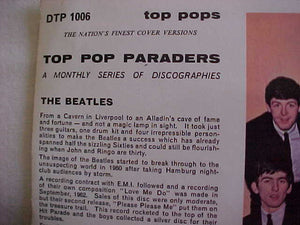 DTP 1006
top pops
THE NATION'S FINEST COVER VERSIONS
TOP POP PARADERS
A MONTHLY SERIES OF DISCOGRAPHIES
THE BEATLES
From a Cavern in Liverpool to an Alladin's cave of fame
and fortune — and not a magic lamp in sight. It took just
three guitars, one drum kit and four irrepressible person-
alities to make the Beatles a success which has already
spanned half the sizzling Sixties and could still be flourish-
ing when John and Ringo are thirty.
The image of the Beatles started to break through to the
unsuspecting world in 1960 after taking Hamburg night-
club audiences by storm.
A recording contract with E.M.I. followed and a recording
of their own composition "Love Me Do" was made in
September, 1962. Sales of this disc were only moderate,
but their second release, "Please Please Me" put them on
the treasure trail. This record rocketed to the top of the
Hit Parade and the boys collected a silver disc for their
troubles.